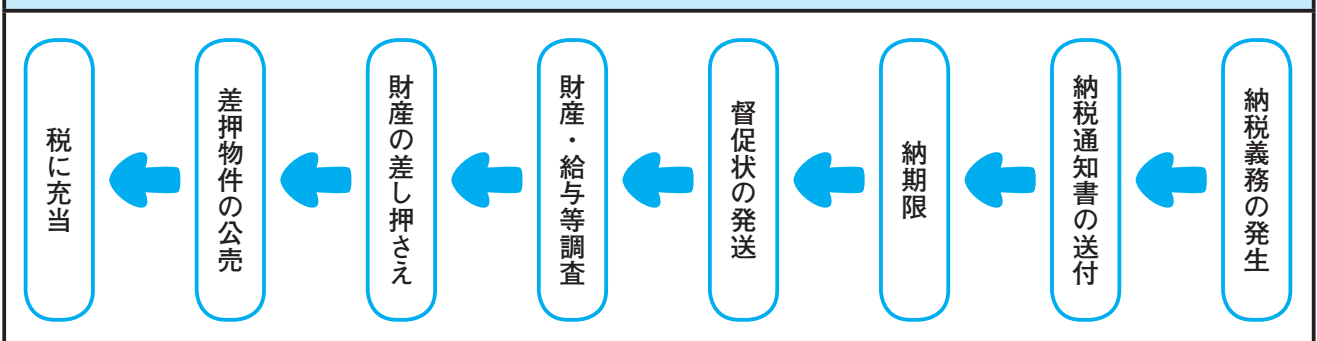 納税義務の発生
納税通知書の送付
納期限
督促状の発送
財産・給与等調査
財産の差し押さえ
差押物件の公売
税に充当